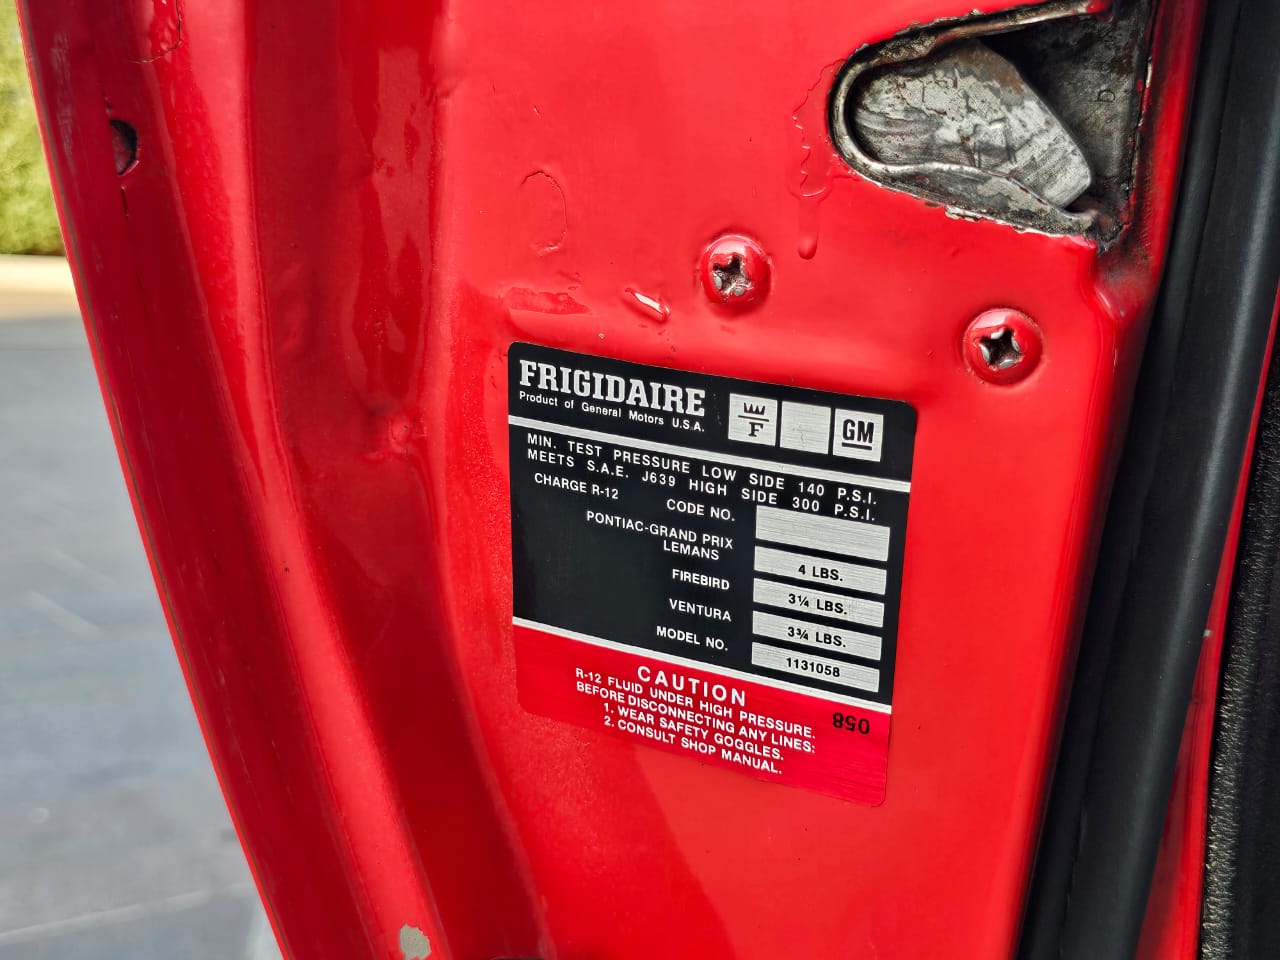 FRIGIDAIRE
Product of General Motors U.S.A.
F
GM
MIN. TEST PRESSURE LOW SIDE 140 P.S.I.
MEETS S.A.E. J639 HIGH SIDE 300 P.S.I.
CHARGE R-12
CODE NO.
PONTIAC-GRAND PRIX
LEMANS 4 LBS.
FIREBIRD 3¼ LBS.
VENTURA 3¾ LBS.
MODEL NO. 1131058
CAUTION
R-12 FLUID UNDER HIGH PRESSURE.
BEFORE DISCONNECTING ANY LINES:
1. WEAR SAFETY GOGGLES.
2. CONSULT SHOP MANUAL.
058